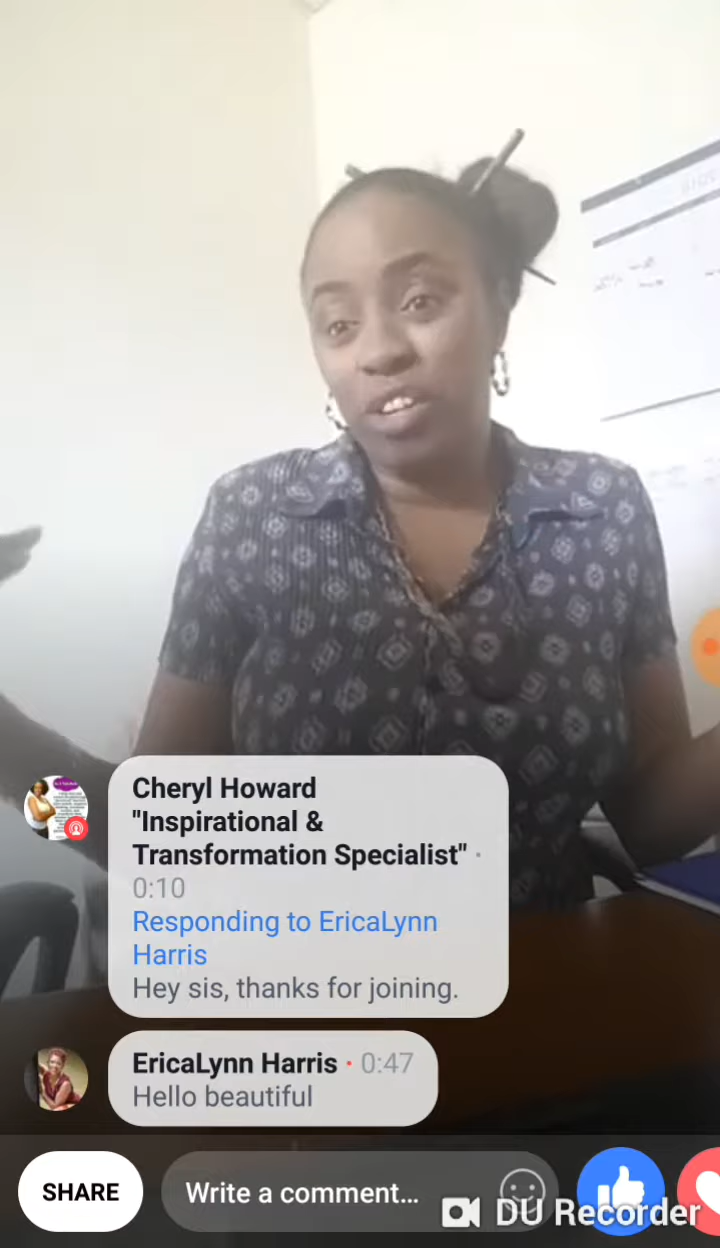 Cheryl Howard
"Inspirational &
Transformation Specialist" ·
0:10
Responding to EricaLynn
Harris
Hey sis, thanks for joining.
EricaLynn Harris · 0:47
Hello beautiful
SHARE
Write a comment...
DU Recorder